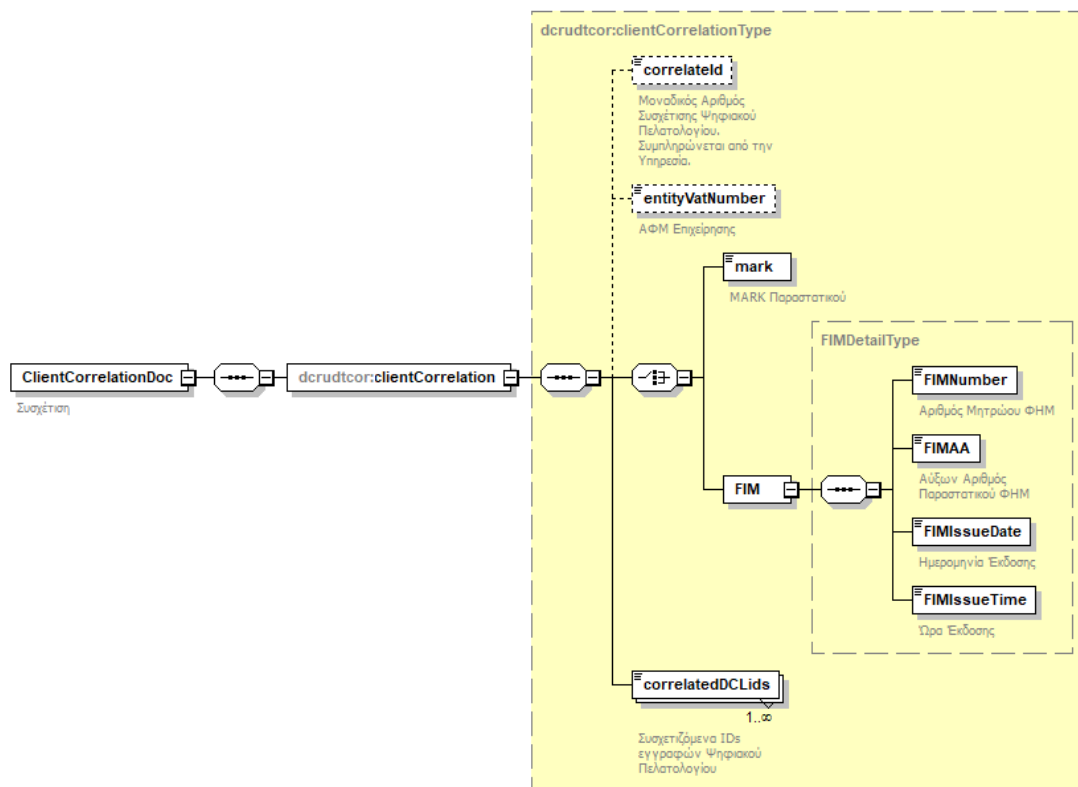 dcrudtcor:clientCorrelationType
correlateId
Μοναδικός Αριθμός
Συσχέτισης Ψηφιακού
Πελατολογίου.
Συμπληρώνεται από την
Υπηρεσία.
entityVatNumber
ΑΦΜ Επιχείρησης
mark
MARK Παραστατικού
FIMDetailType
ClientCorrelationDoc
Συσχέτιση
dcrudtcor:clientCorrelation
FIMNumber
Αριθμός Μητρώου ΦΗΜ
FIMAA
Αύξων Αριθμός
Παραστατικού ΦΗΜ
FIM
FIMIssueDate
Ημερομηνία Έκδοσης
FIMIssueTime
Ώρα Έκδοσης
correlatedDCLids
1..∞
Συσχετιζόμενα IDs
εγγραφών Ψηφιακού
Πελατολογίου